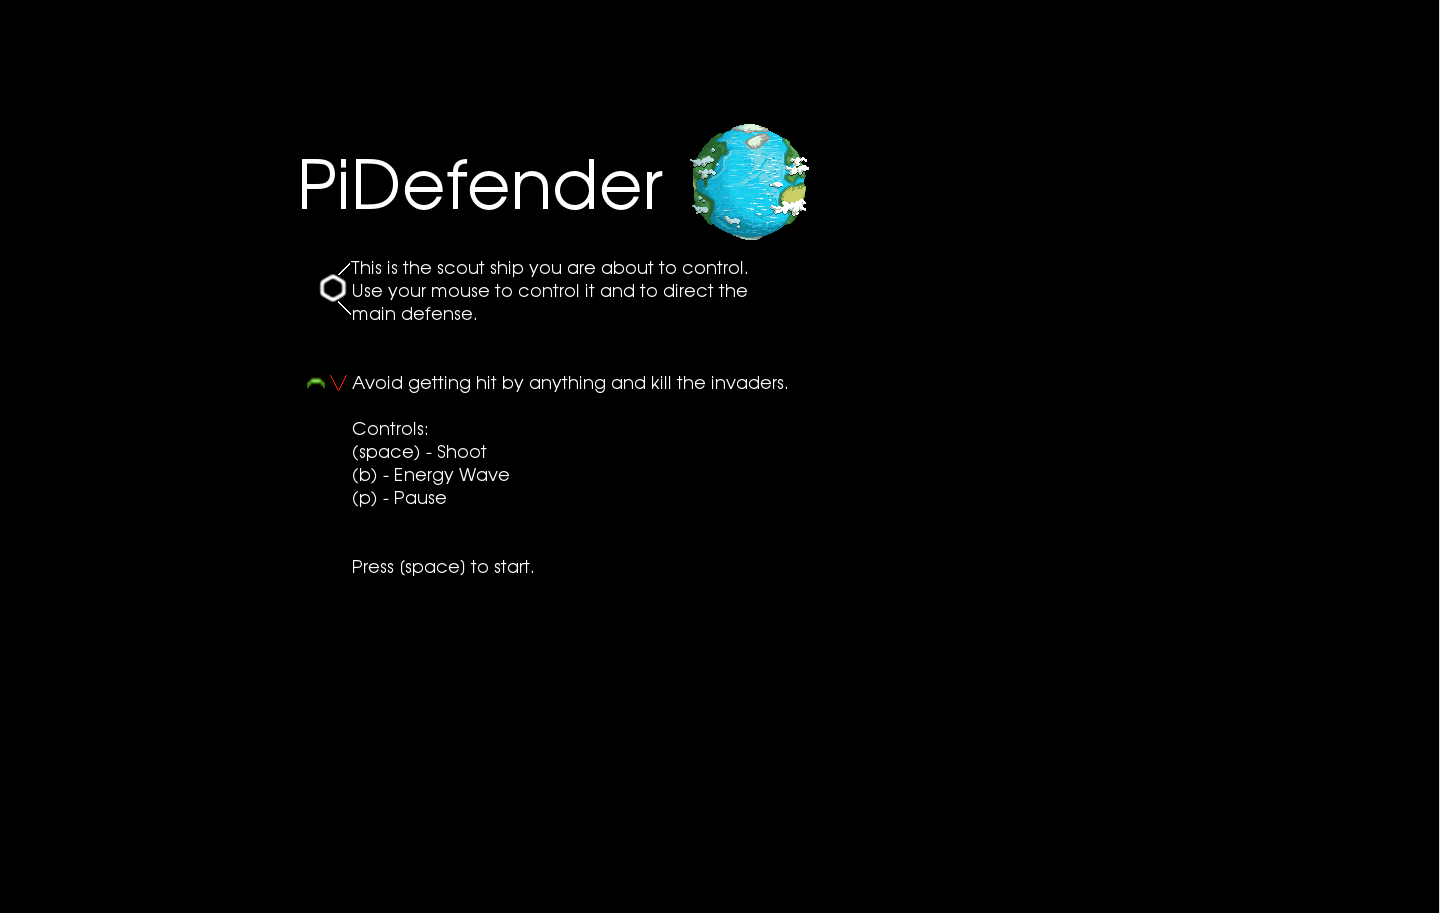 PiDefender
This is the scout ship you are about to control.
Use your mouse to control it and to direct the
main defense.
Avoid getting hit by anything and kill the invaders.
Controls:
(space) - Shoot
(b) - Energy Wave
(p) - Pause
Press (space) to start.